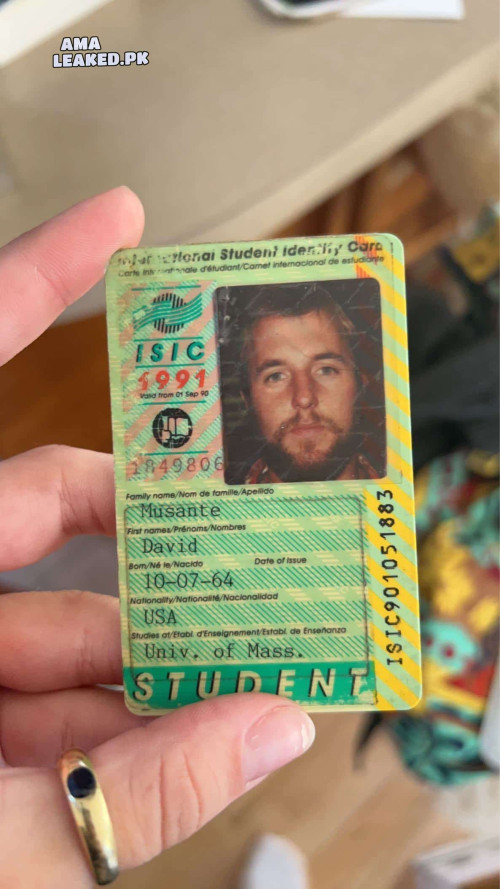 AMA
LEAKED.PK
International Student Identity Card
Carte internationale d'étudiant/Carnet internacional de estudiante
ISIC
1991
Valid from 01 Sep 90
1849806
Family name/Nom de famille/Apellido
Musante
First names/Prénoms/Nombres
David
Born/Né le/Nacido Date of Issue
10-07-64
Nationality/Nationalité/Nacionalidad
USA
Studies at/Etabl. d'Enseignement/Establ. de Enseñanza
Univ. of Mass.
STUDENT
ISIC901051883